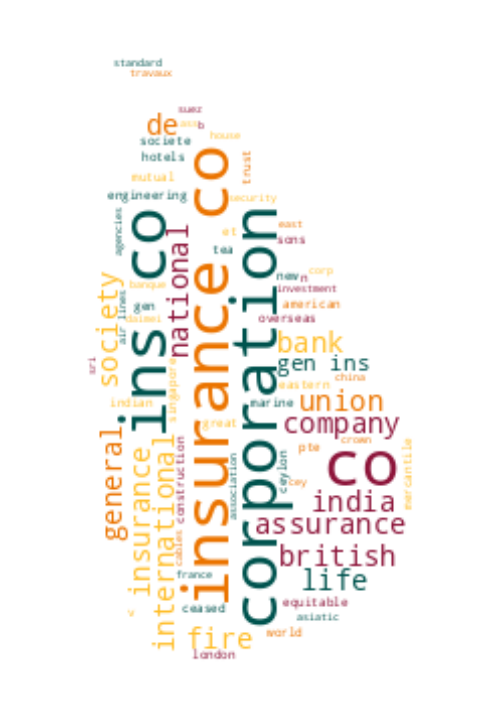 standard
travaux
suez
de
b
societe
house
hotels
co
trust
mutual
engineering
security
insurance co
ins co
corporation
national
agencies
et
east
sons
tea
new
corp
banque
investment
gen
american
air lines
daimei
overseas
society
bank
gen ins
sri
china
eastern
singapore
indian
marine
union
great
company
general
crown
pte
mercantile
construction
international
insurance
association
ceylon
cey
india
assurance
british
cables
france
life
equitable
ceased
asiatic
fire
world
london